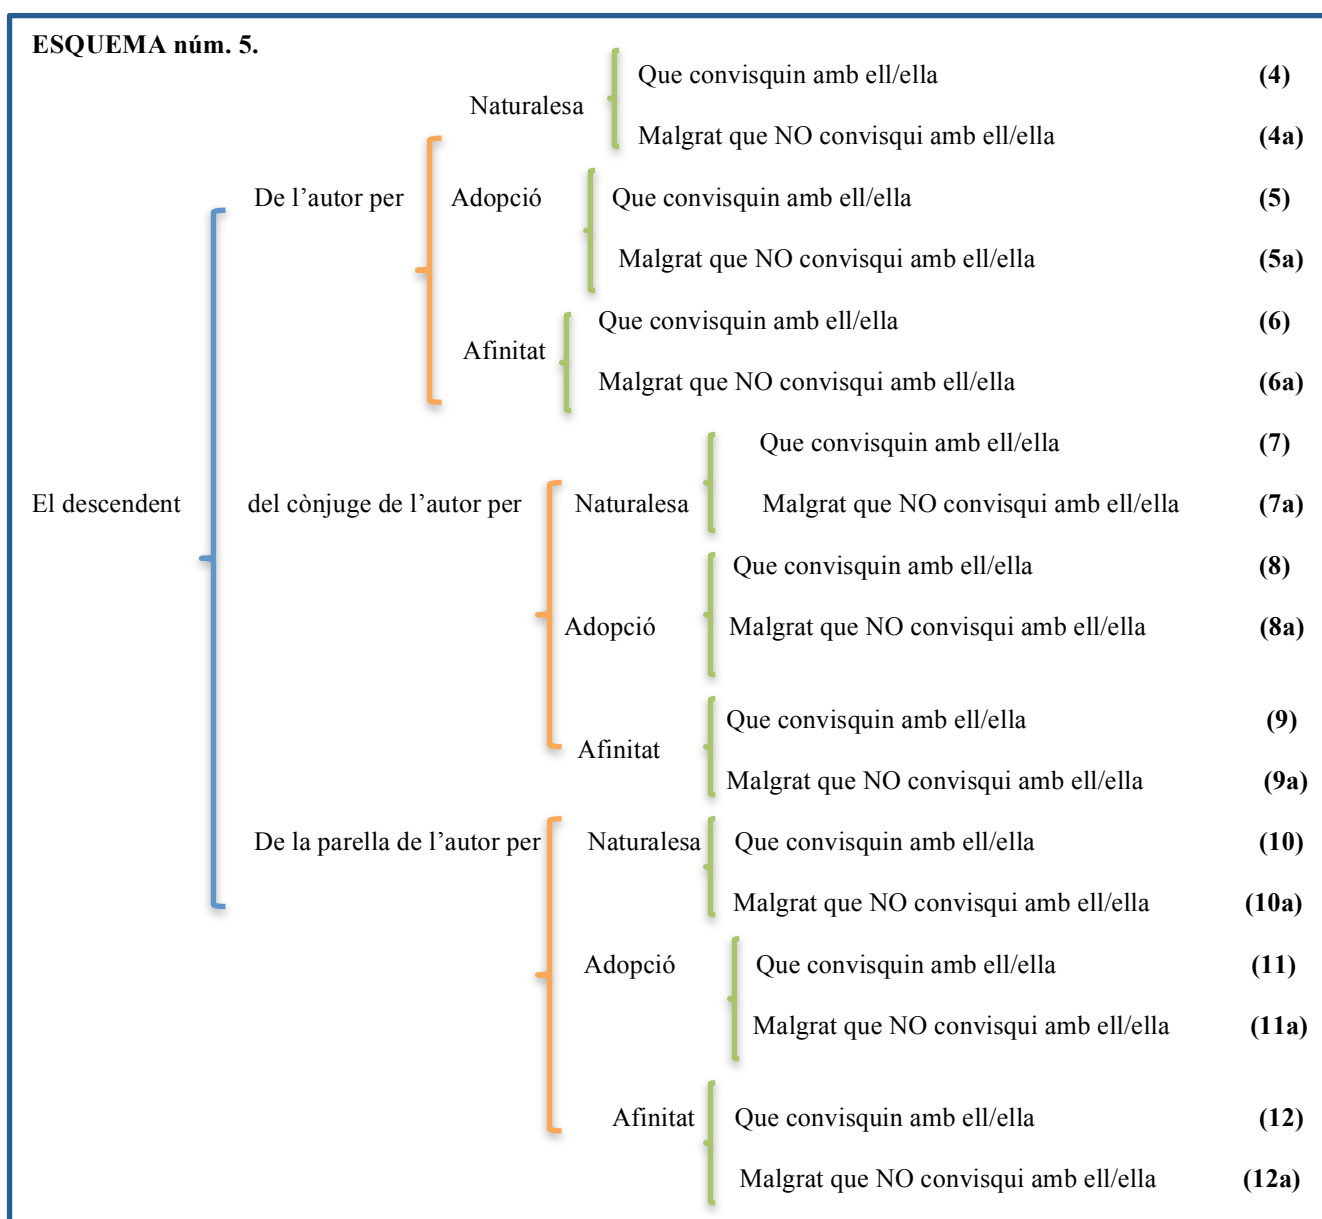 ESQUEMA núm. 5.
Que convisquin amb ell/ella (4)
Naturalesa
Malgrat que NO convisqui amb ell/ella (4a)
De l’autor per Adopció Que convisquin amb ell/ella (5)
Malgrat que NO convisqui amb ell/ella (5a)
Que convisquin amb ell/ella (6)
Afinitat
Malgrat que NO convisqui amb ell/ella (6a)
Que convisquin amb ell/ella (7)
El descendent del cònjuge de l’autor per Naturalesa Malgrat que NO convisqui amb ell/ella (7a)
Que convisquin amb ell/ella (8)
Adopció Malgrat que NO convisqui amb ell/ella (8a)
Que convisquin amb ell/ella (9)
Afinitat
Malgrat que NO convisqui amb ell/ella (9a)
De la parella de l’autor per Naturalesa Que convisquin amb ell/ella (10)
Malgrat que NO convisqui amb ell/ella (10a)
Adopció Que convisquin amb ell/ella (11)
Malgrat que NO convisqui amb ell/ella (11a)
Afinitat Que convisquin amb ell/ella (12)
Malgrat que NO convisqui amb ell/ella (12a)